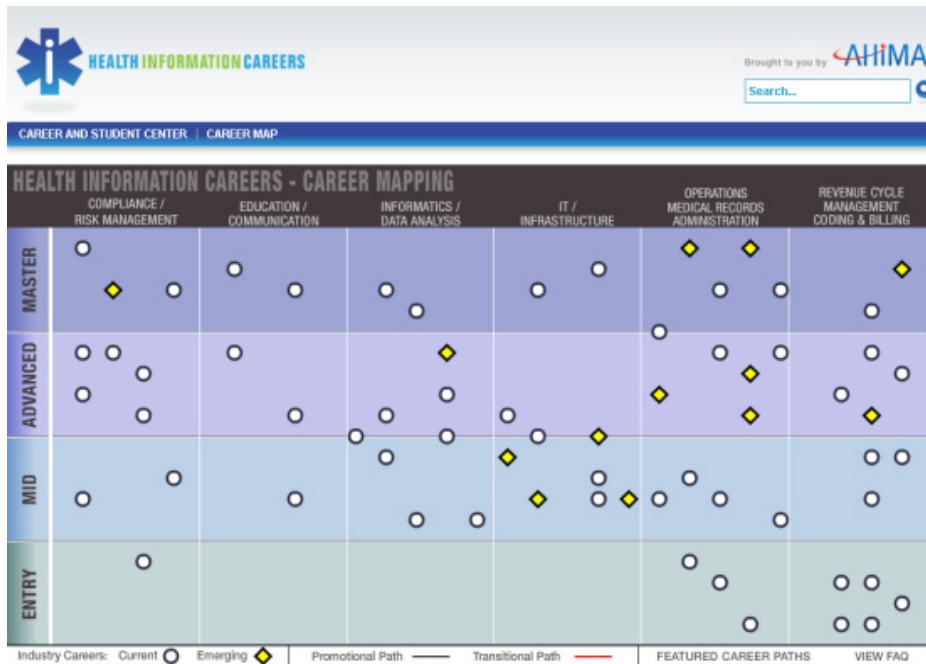 HEALTH INFORMATION CAREERS
Brought to you by AHiMA
Search...
CAREER AND STUDENT CENTER | CAREER MAP
HEALTH INFORMATION CAREERS - CAREER MAPPING
COMPLIANCE /
RISK MANAGEMENT
EDUCATION /
COMMUNICATION
INFORMATICS /
DATA ANALYSIS
IT /
INFRASTRUCTURE
OPERATIONS
MEDICAL RECORDS
ADMINISTRATION
REVENUE CYCLE
MANAGEMENT
CODING & BILLING
MASTER
ADVANCED
MID
ENTRY
Industry Careers: Current Emerging Promotional Path Transitional Path FEATURED CAREER PATHS VIEW FAQ